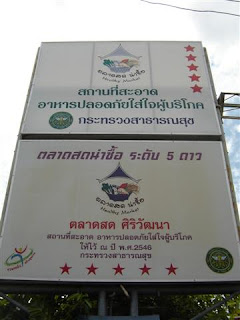 ตลาดสด น่าซื้อ
Healthy Market
สถานที่สะอาด
อาหารปลอดภัยใส่ใจผู้บริโภค
กระทรวงสาธารณสุข
ตลาดสดน่าซื้อ ระดับ 5 ดาว
ตลาดสด น่าซื้อ
Healthy Market
ตลาดสด ศิริวัฒนา
สถานที่สะอาด อาหารปลอดภัยใส่ใจผู้บริโภค
ให้ไว้ ณ ปี พ.ศ.2546
กระทรวงสาธารณสุข